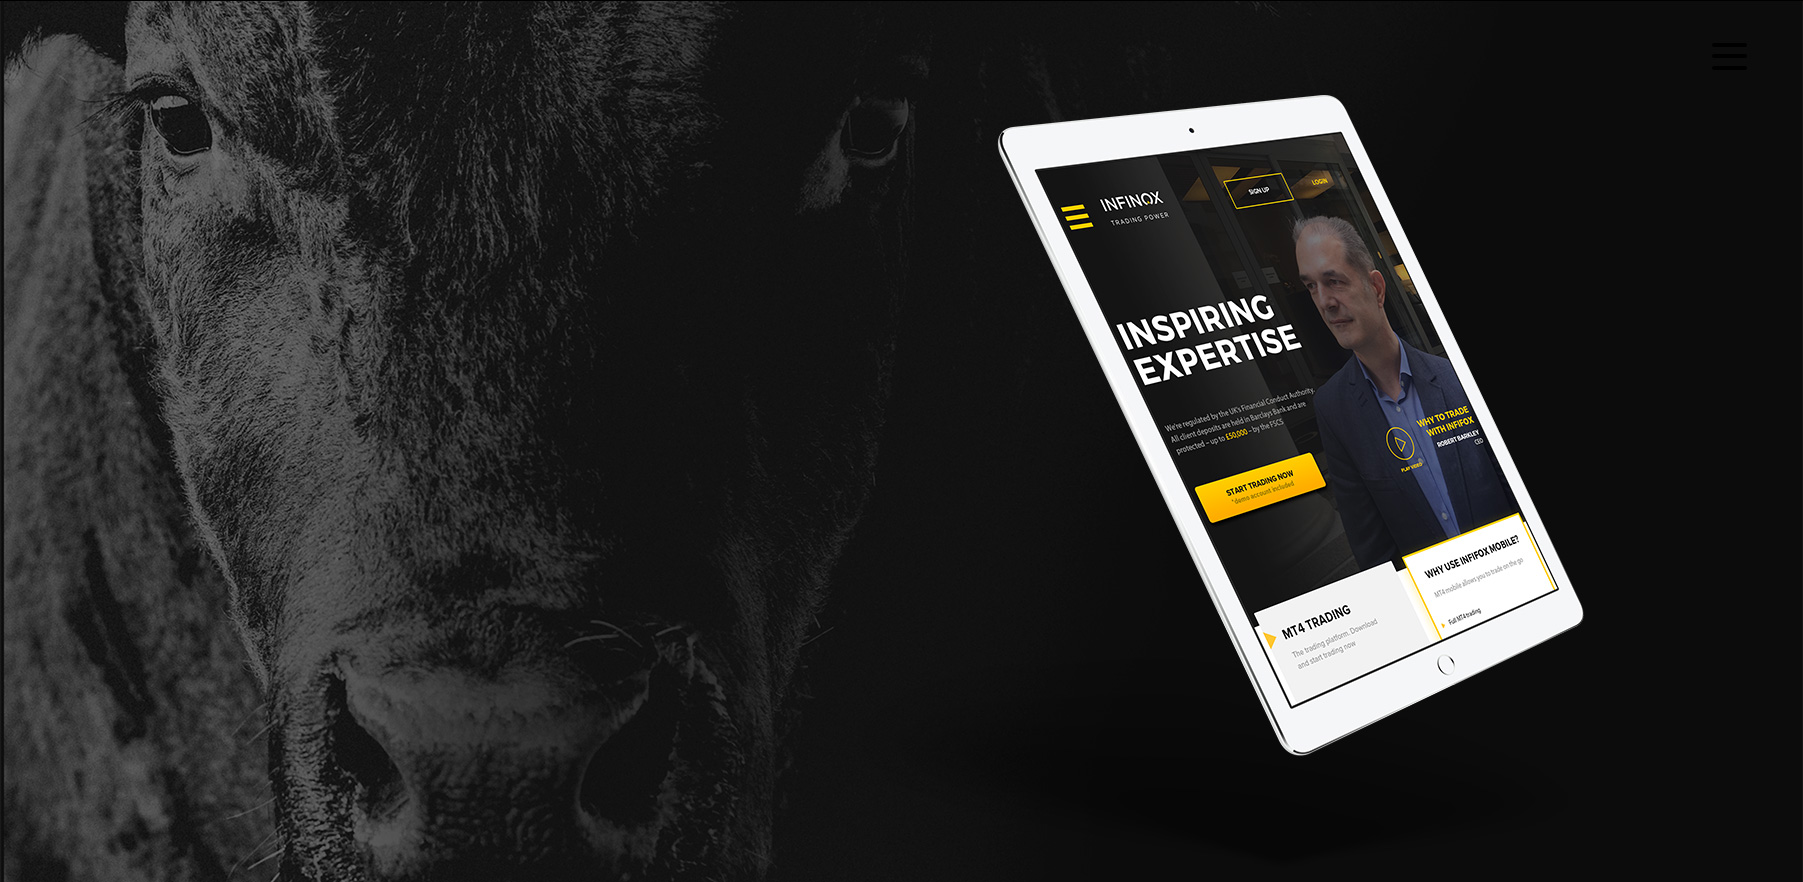 INFINOX
TRADING POWER
SIGN UP
LOGIN
INSPIRING
EXPERTISE
We're regulated by the UK's Financial Conduct Authority.
All client deposits are held in Barclays Bank and are
protected – up to £50,000 – by the FSCS
START TRADING NOW
*demo account included
WHY TO TRADE
WITH INFIFOX
ROBERT BARKLEY
CEO
PLAY VIDEO
MT4 TRADING
The trading platform. Download
and start trading now
WHY USE INFIFOX MOBILE?
MT4 mobile allows you to trade on the go
Full MT4 trading